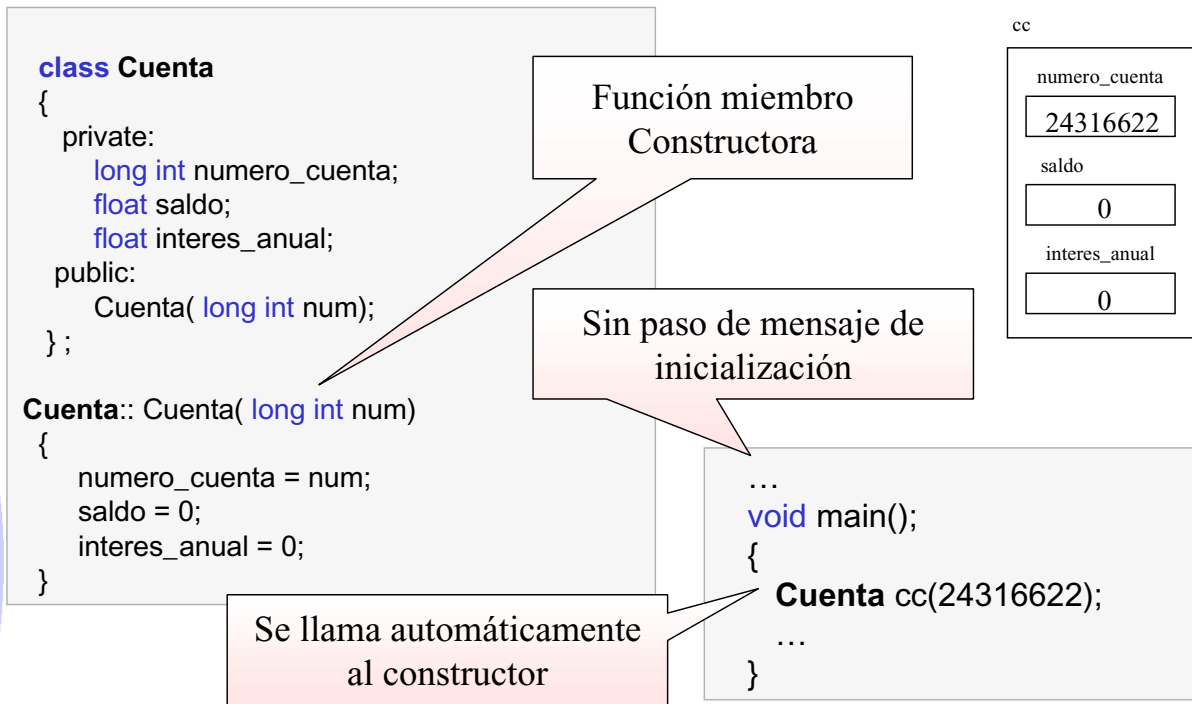 class Cuenta
{
private:
long int numero_cuenta;
float saldo;
float interes_anual;
public:
Cuenta( long int num);
} ;
Cuenta:: Cuenta( long int num)
{
numero_cuenta = num;
saldo = 0;
interes_anual = 0;
}
Función miembro
Constructora
Sin paso de mensaje de
inicialización
Se llama automáticamente
al constructor
cc
numero_cuenta
24316622
saldo
0
interes_anual
0
…
void main();
{
Cuenta cc(24316622);
…
}